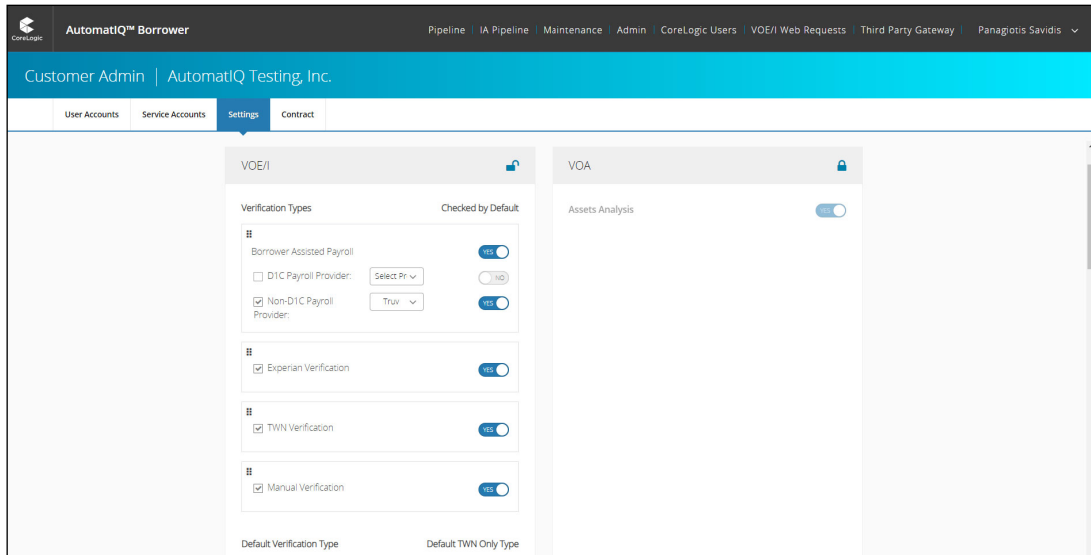 CoreLogic
AutomatIQ™ Borrower
Pipeline | IA Pipeline | Maintenance | Admin | CoreLogic Users | VOE/I Web Requests | Third Party Gateway | Panagiotis Savidis
Customer Admin | AutomatIQ Testing, Inc.
User Accounts Service Accounts Settings Contract
VOE/I
Verification Types Checked by Default
Borrower Assisted Payroll YES
D1C Payroll Provider: Select Pr NO
Non-D1C Payroll Provider: Truv YES
Experian Verification YES
TWN Verification YES
Manual Verification YES
Default Verification Type Default TWN Only Type
VOA
Assets Analysis YES